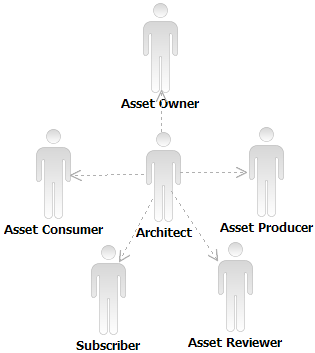 Asset Owner
Asset Consumer
Architect
Asset Producer
Subscriber
Asset Reviewer